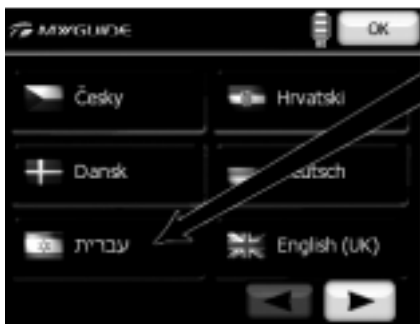 MXGUIDE OK
Česky Hrvatski
Dansk Deutsch
עברית English (UK)